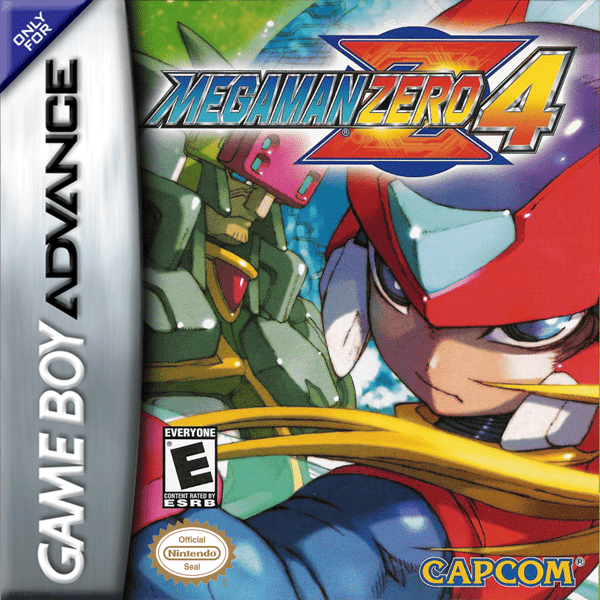 ONLY
FOR
GAME BOY ADVANCE
MEGAMAN ZERO 4
®
EVERYONE
E
CONTENT RATED BY
ESRB
Official
Nintendo
Seal
CAPCOM®